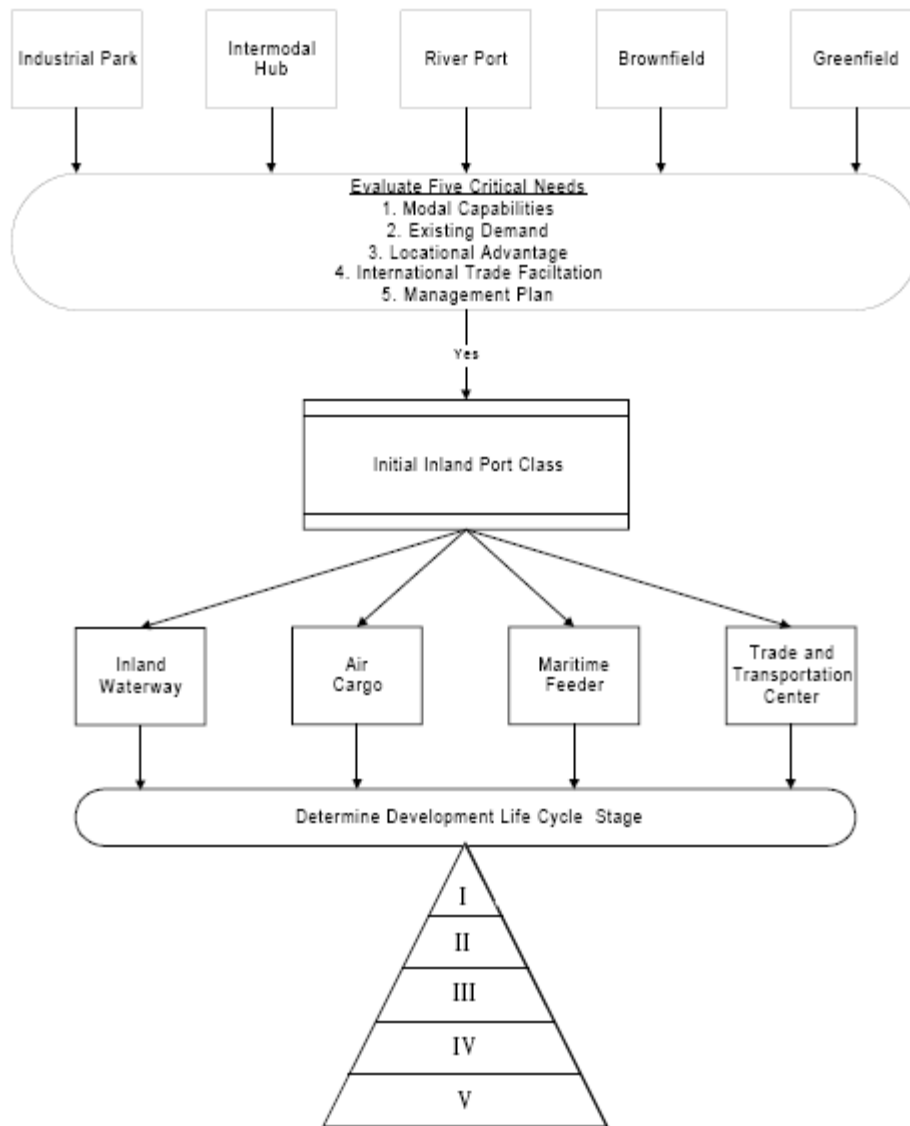 Industrial Park
Intermodal
Hub
River Port
Brownfield
Greenfield
Evaluate Five Critical Needs
1. Modal Capabilities
2. Existing Demand
3. Locational Advantage
4. International Trade Faciltation
5. Management Plan
Yes
Initial Inland Port Class
Inland
Waterway
Air
Cargo
Maritime
Feeder
Trade and
Transportation
Center
Determine Development Life Cycle Stage
I
II
III
IV
V